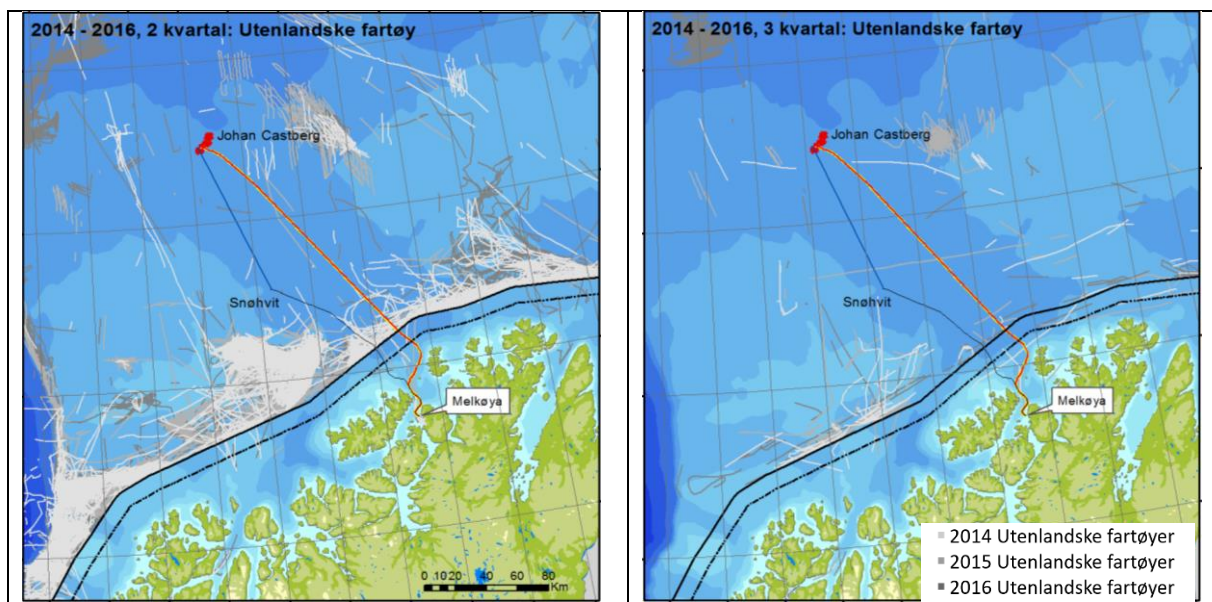 2014 - 2016, 2 kvartal: Utenlandske fartøy
Johan Castberg
Snøhvit
Melkøya
0 10 20 40 60 80
Km
2014 - 2016, 3 kvartal: Utenlandske fartøy
Johan Castberg
Snøhvit
Melkøya
2014 Utenlandske fartøyer
2015 Utenlandske fartøyer
2016 Utenlandske fartøyer